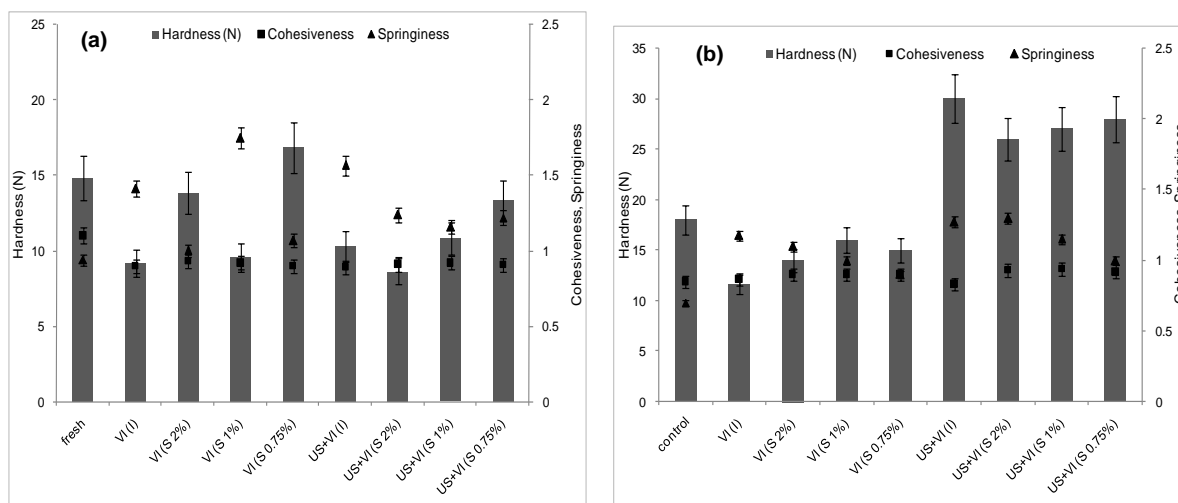 (a)
Hardness (N) Cohesiveness Springiness
25
20
15
10
5
0
Hardness (N)
2.5
2
1.5
1
0.5
0
Cohesiveness, Springiness
fresh
VI (I)
VI (S 2%)
VI (S 1%)
VI (S 0.75%)
US+VI (I)
US+VI (S 2%)
US+VI (S 1%)
US+VI (S 0.75%)
(b)
Hardness (N) Cohesiveness Springiness
35
30
25
20
15
10
5
0
Hardness (N)
2.5
2
1.5
1
0.5
0
Cohesiveness, Springiness
control
VI (I)
VI (S 2%)
VI (S 1%)
VI (S 0.75%)
US+VI (I)
US+VI (S 2%)
US+VI (S 1%)
US+VI (S 0.75%)